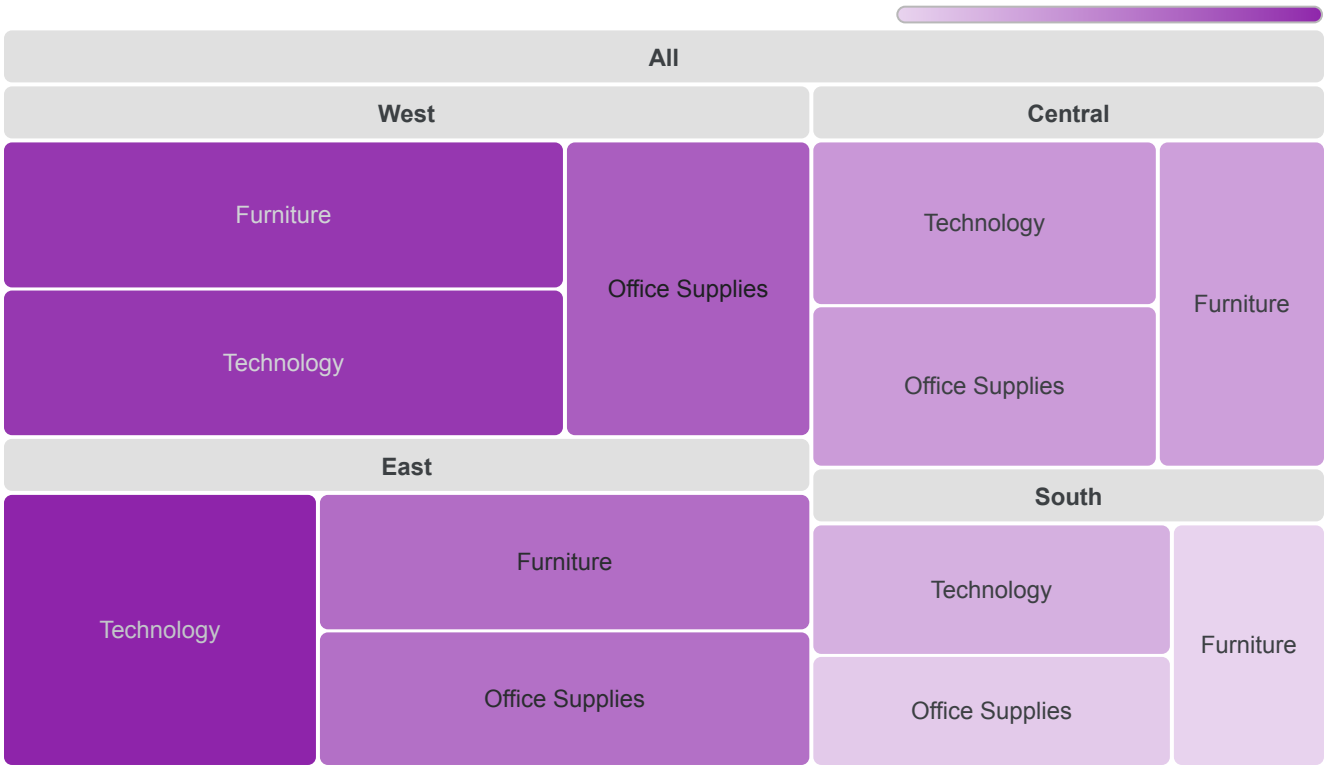 All
West
Furniture
Technology
Office Supplies
Central
Technology
Office Supplies
Furniture
East
Technology
Furniture
Office Supplies
South
Technology
Office Supplies
Furniture